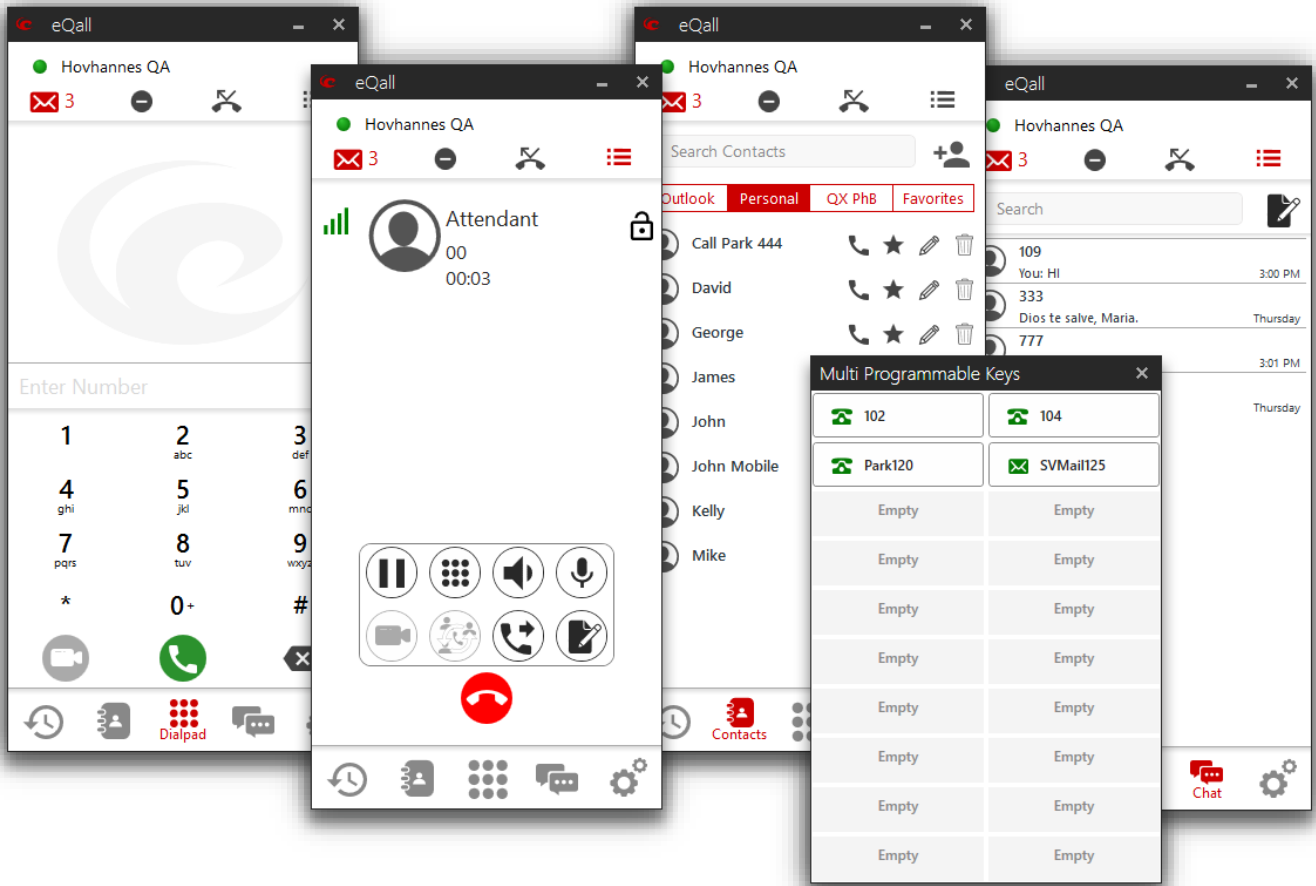 eQall
Hovhannes QA
3
Enter Number
1
2
abc
3
def
4
ghi
5
jkl
6
mno
7
pqrs
8
tuv
9
wxyz
*
0+
#
Dialpad
eQall
Hovhannes QA
3
Attendant
00
00:03
eQall
Hovhannes QA
3
Search Contacts
Outlook Personal QX PhB Favorites
Call Park 444
David
George
James
John
John Mobile
Kelly
Mike
Contacts
eQall
Hovhannes QA
3
Search
109
You: HI 3:00 PM
333
Dios te salve, Maria. Thursday
777
3:01 PM
Thursday
Chat
Multi Programmable Keys
102 104
Park120 SVMail125
Empty Empty
Empty Empty
Empty Empty
Empty Empty
Empty Empty
Empty Empty
Empty Empty
Empty Empty